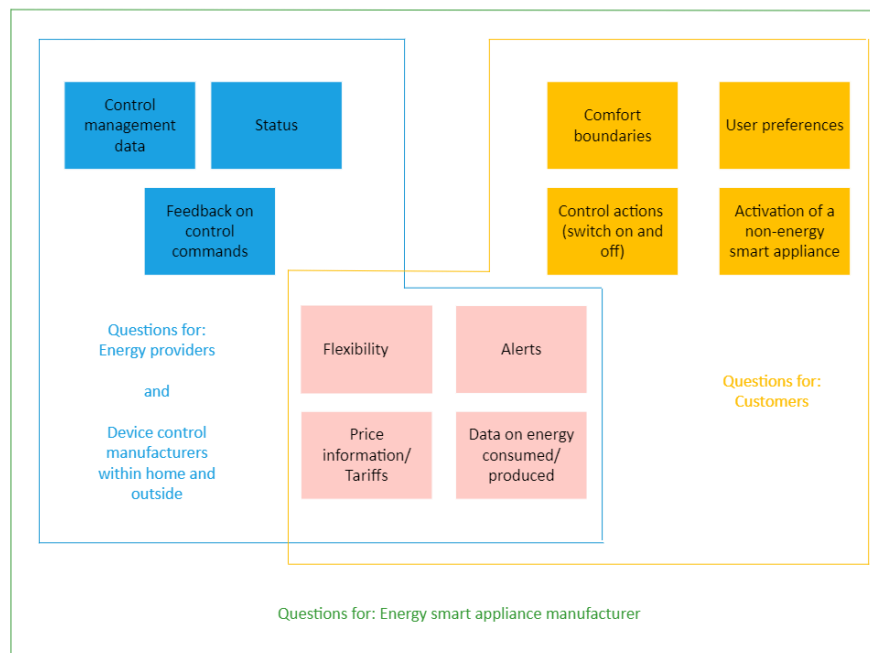 Control
management
data
Status
Feedback on
control
commands
Comfort
boundaries
User preferences
Control actions
(switch on and
off)
Activation of a
non-energy
smart appliance
Questions for:
Energy providers
and
Device control
manufacturers
within home and
outside
Flexibility
Alerts
Price
information/
Tariffs
Data on energy
consumed/
produced
Questions for:
Customers
Questions for: Energy smart appliance manufacturer